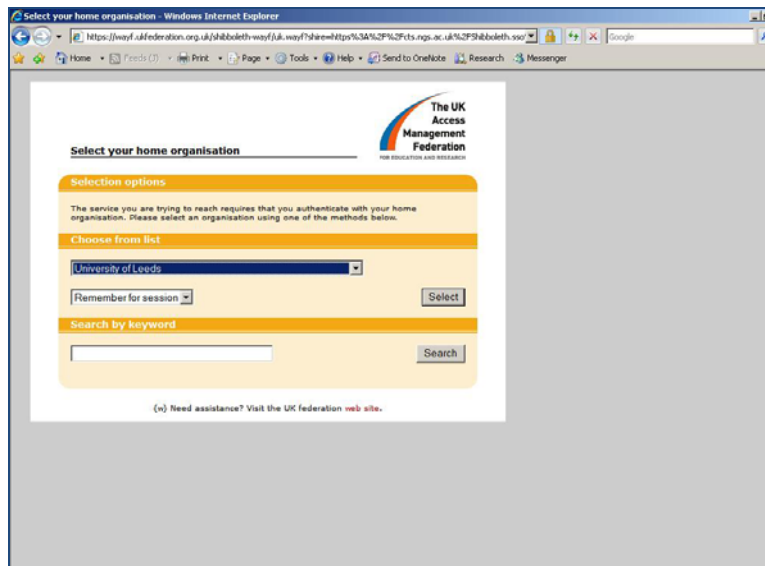 Select your home organisation - Windows Internet Explorer
https://wayf.ukfederation.org.uk/shibboleth-wayf/uk.wayf?shire=https%3A%2F%2Fcts.ngs.ac.uk%2FShibboleth.sso
Google
Home Feeds (J) Print Page Tools Help Send to OneNote Research Messenger
The UK
Access
Management
Federation
FOR EDUCATION AND RESEARCH
Select your home organisation
Selection options
The service you are trying to reach requires that you authenticate with your home
organisation. Please select an organisation using one of the methods below.
Choose from list
University of Leeds
Remember for session
Select
Search by keyword
Search
(w) Need assistance? Visit the UK federation web site.